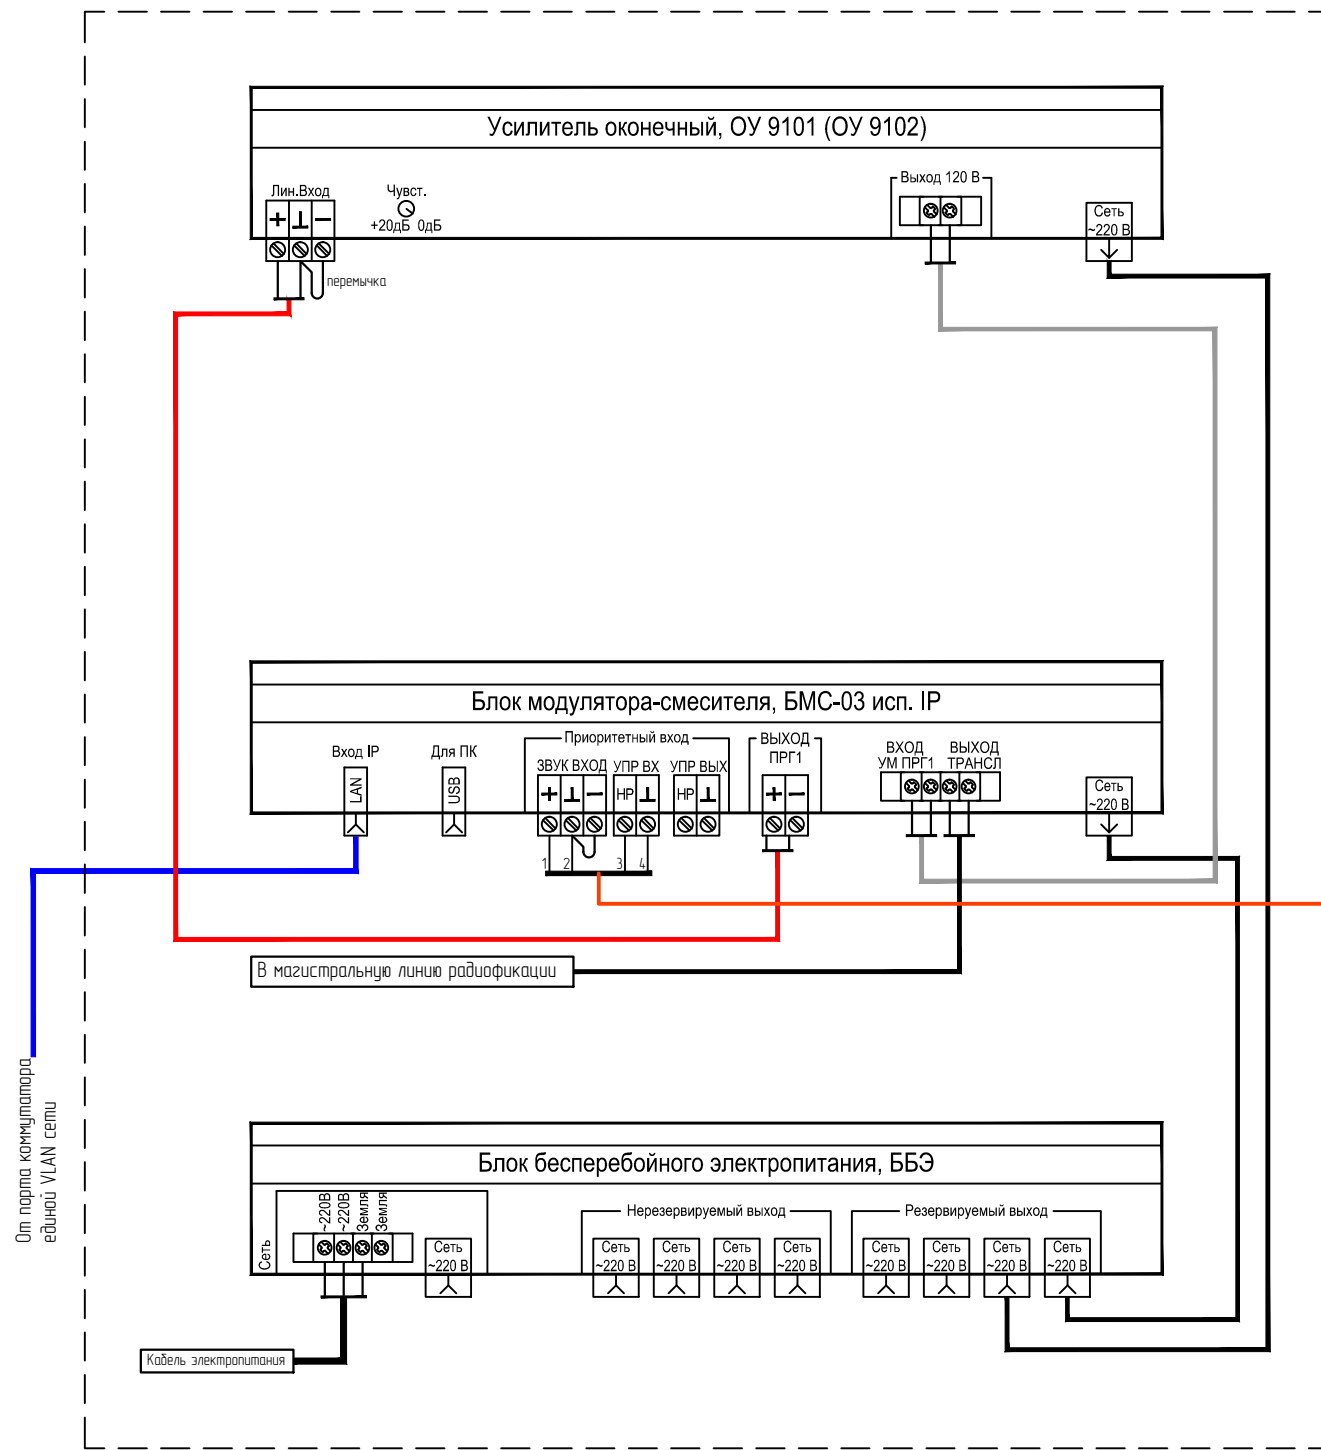 Усилитель оконечный, ОУ 9101 (ОУ 9102)
Лин.Вход
Чувст.
+20дБ 0дБ
Выход 120 В
Сеть
~220 В
+ ⊥ −
перемычка
Блок модулятора-смесителя, БМС-03 исп. IP
Вход IP
LAN
Для ПК
USB
Приоритетный вход
ЗВУК ВХОД
+ ⊥ −
УПР ВХ
НР ⊥
УПР ВЫХ
НР ⊥
ВЫХОД
ПРГ1
+ −
ВХОД
УМ ПРГ1
ВЫХОД
ТРАНСЛ
Сеть
~220 В
1 2 3 4
В магистральную линию радиофикации
От порта коммутатора
единой VLAN сети
Блок бесперебойного электропитания, ББЭ
Сеть
~220В
~220В
Земля
Земля
Сеть
~220 В
Нерезервируемый выход
Сеть
~220 В
Сеть
~220 В
Сеть
~220 В
Сеть
~220 В
Резервируемый выход
Сеть
~220 В
Сеть
~220 В
Сеть
~220 В
Сеть
~220 В
Кабель электропитания